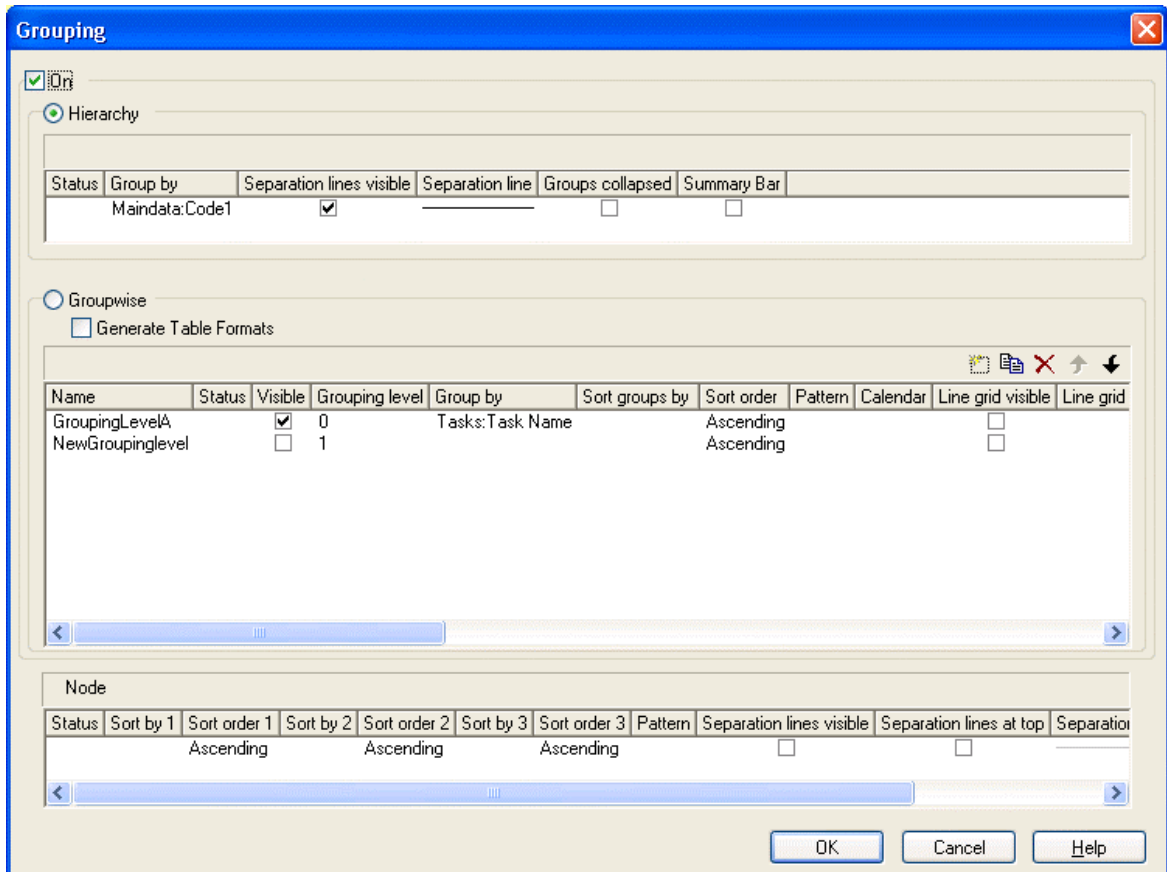 Grouping
On
Hierarchy
Status Group by Separation lines visible Separation line Groups collapsed Summary Bar
Maindata:Code1
Groupwise
Generate Table Formats
Name Status Visible Grouping level Group by Sort groups by Sort order Pattern Calendar Line grid visible Line grid
GroupingLevelA 0 Tasks:Task Name Ascending
NewGroupinglevel 1 Ascending
Node
Status Sort by 1 Sort order 1 Sort by 2 Sort order 2 Sort by 3 Sort order 3 Pattern Separation lines visible Separation lines at top Separation
Ascending Ascending Ascending
OK Cancel Help